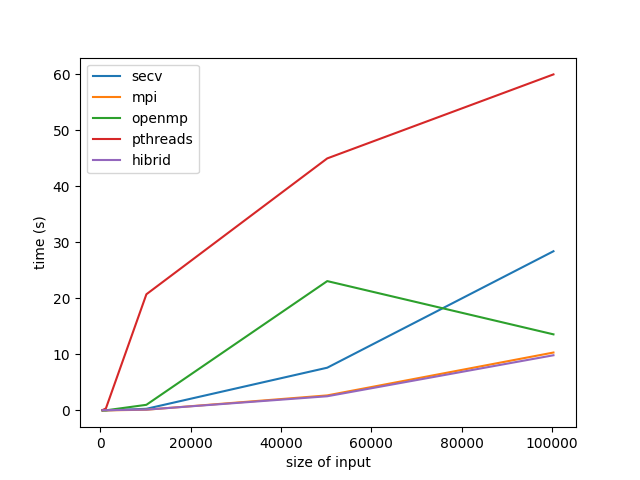 secv
mpi
openmp
pthreads
hibrid
60
50
40
30
20
10
0
time (s)
0 20000 40000 60000 80000 100000
size of input